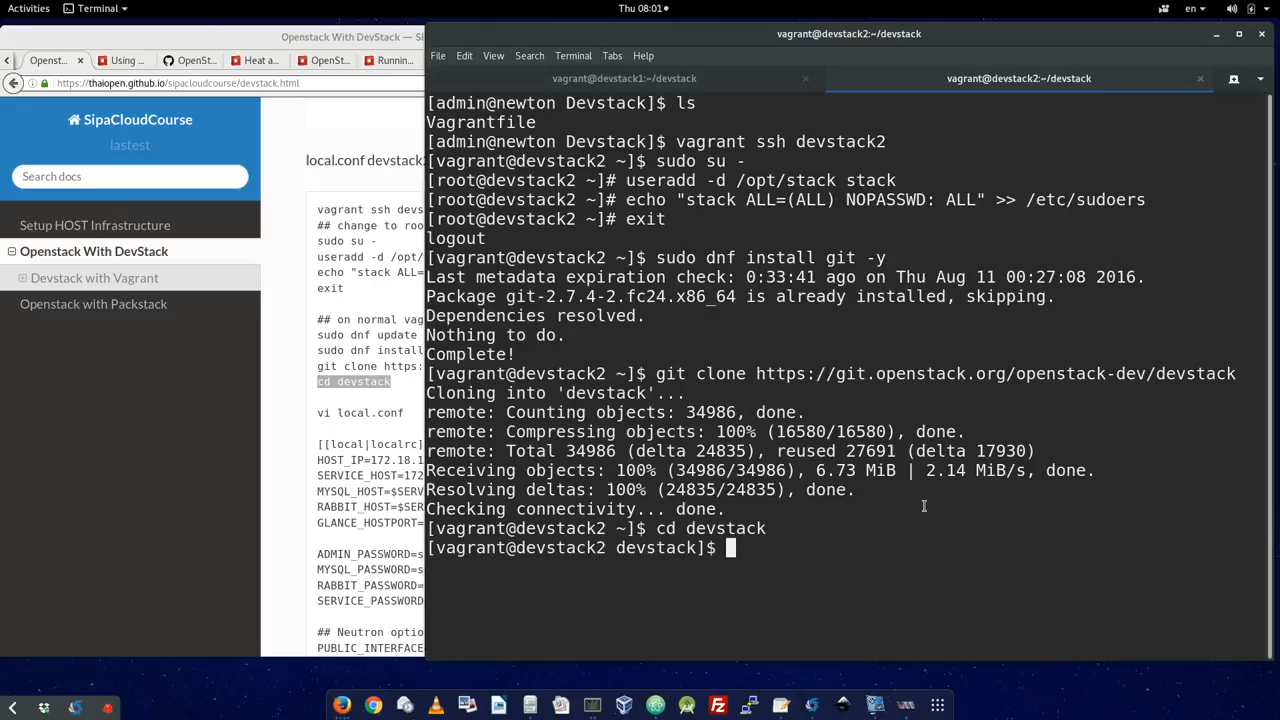 Activities
Terminal
Thu 08:01
en
Openstack With DevStack — Si
Openst...
Using ...
OpenSt...
Heat a...
OpenSt...
Running...
https://thaiopen.github.io/sipacloudcourse/devstack.html
SipaCloudCourse
lastest
Search docs
Setup HOST Infrastructure
Openstack With DevStack
Devstack with Vagrant
Openstack with Packstack
local.conf devstack
vagrant ssh devs
## change to roo
sudo su -
useradd -d /opt/
echo "stack ALL=
exit
## on normal vag
sudo dnf update
sudo dnf install
git clone https:
cd devstack
vi local.conf
[[local|localrc]
HOST_IP=172.18.1
SERVICE_HOST=172
MYSQL_HOST=$SERV
RABBIT_HOST=$SER
GLANCE_HOSTPORT=
ADMIN_PASSWORD=s
MYSQL_PASSWORD=s
RABBIT_PASSWORD=
SERVICE_PASSWORD
## Neutron optio
PUBLIC_INTERFACE
vagrant@devstack2:~/devstack
File Edit View Search Terminal Tabs Help
vagrant@devstack1:~/devstack
vagrant@devstack2:~/devstack
[admin@newton Devstack]$ ls
Vagrantfile
[admin@newton Devstack]$ vagrant ssh devstack2
[vagrant@devstack2 ~]$ sudo su -
[root@devstack2 ~]# useradd -d /opt/stack stack
[root@devstack2 ~]# echo "stack ALL=(ALL) NOPASSWD: ALL" >> /etc/sudoers
[root@devstack2 ~]# exit
logout
[vagrant@devstack2 ~]$ sudo dnf install git -y
Last metadata expiration check: 0:33:41 ago on Thu Aug 11 00:27:08 2016.
Package git-2.7.4-2.fc24.x86_64 is already installed, skipping.
Dependencies resolved.
Nothing to do.
Complete!
[vagrant@devstack2 ~]$ git clone https://git.openstack.org/openstack-dev/devstack
Cloning into 'devstack'...
remote: Counting objects: 34986, done.
remote: Compressing objects: 100% (16580/16580), done.
remote: Total 34986 (delta 24835), reused 27691 (delta 17930)
Receiving objects: 100% (34986/34986), 6.73 MiB | 2.14 MiB/s, done.
Resolving deltas: 100% (24835/24835), done.
Checking connectivity... done.
[vagrant@devstack2 ~]$ cd devstack
[vagrant@devstack2 devstack]$